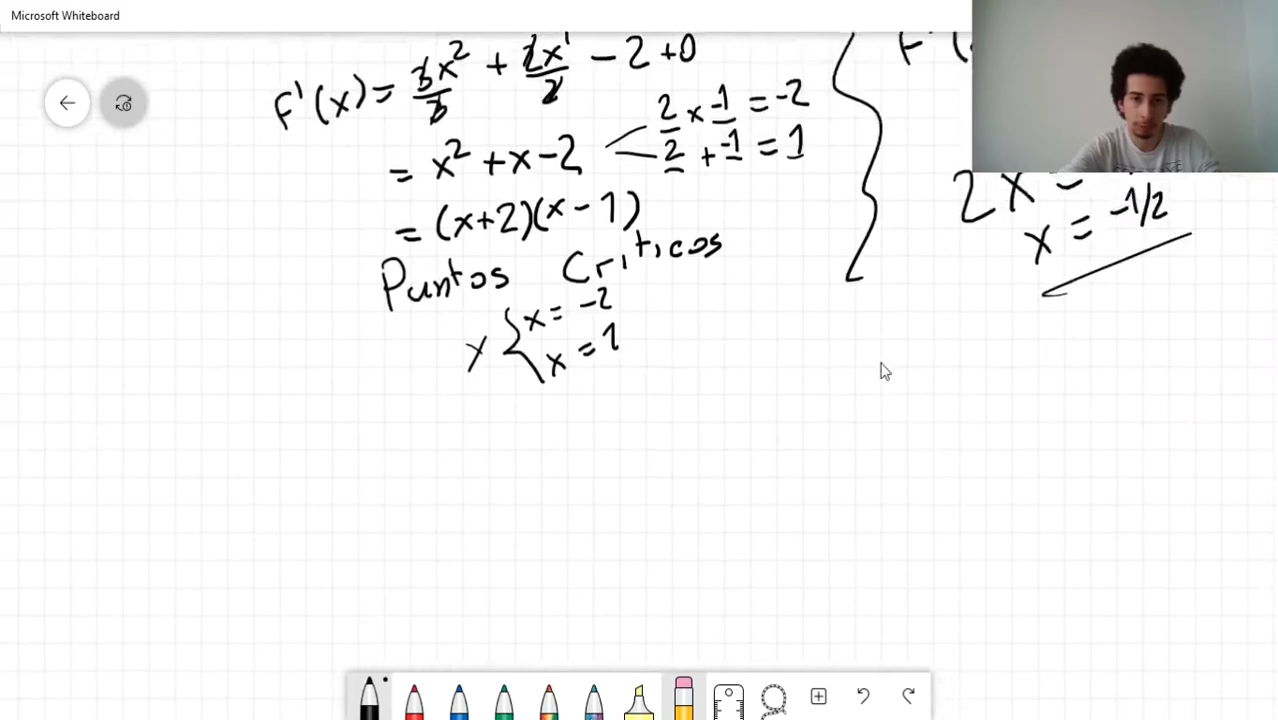 Microsoft Whiteboard
F'(x) = 3x²/3 + 2x¹/2 - 2 + 0
= x² + x - 2
2 x -1 = -2
2 + -1 = 1
= (x+2)(x-1)
Puntos Criticos
x { x = -2
x = 1
2x =
x = -1/2